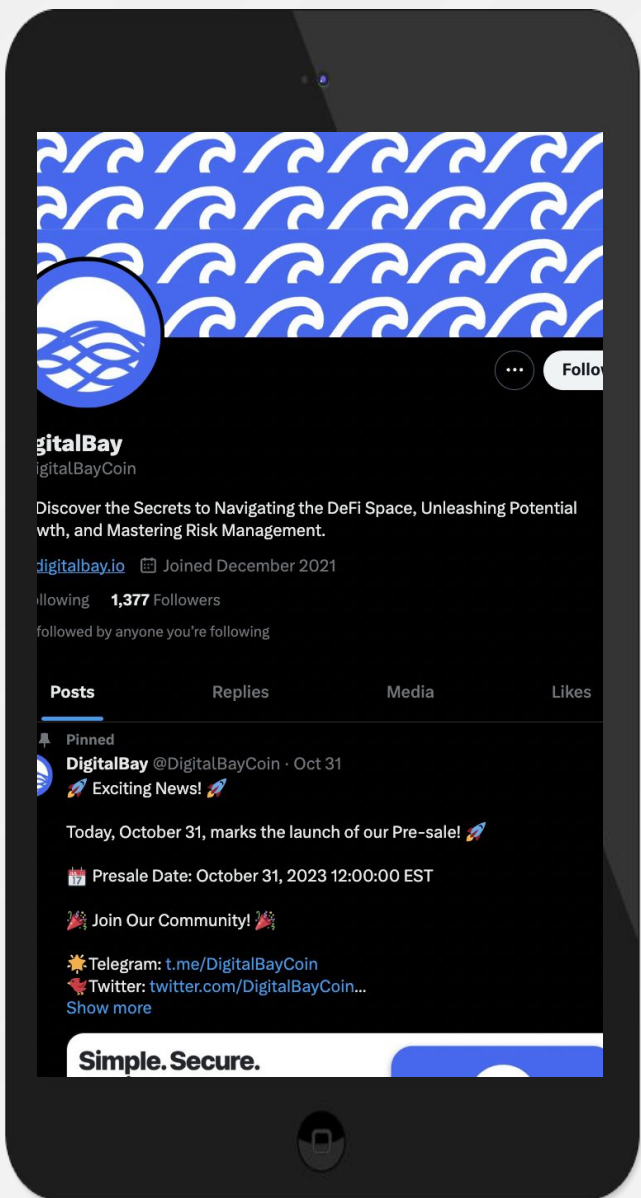 Follo
gitalBay
igitalBayCoin
Discover the Secrets to Navigating the DeFi Space, Unleashing Potential
wth, and Mastering Risk Management.
digitalbay.io Joined December 2021
llowing 1,377 Followers
followed by anyone you're following
Posts Replies Media Likes
Pinned
DigitalBay @DigitalBayCoin · Oct 31
🚀 Exciting News! 🚀
Today, October 31, marks the launch of our Pre-sale! 🚀
📅 Presale Date: October 31, 2023 12:00:00 EST
🎉 Join Our Community! 🎉
🌟Telegram: t.me/DigitalBayCoin
🐦Twitter: twitter.com/DigitalBayCoin...
Show more
Simple. Secure.